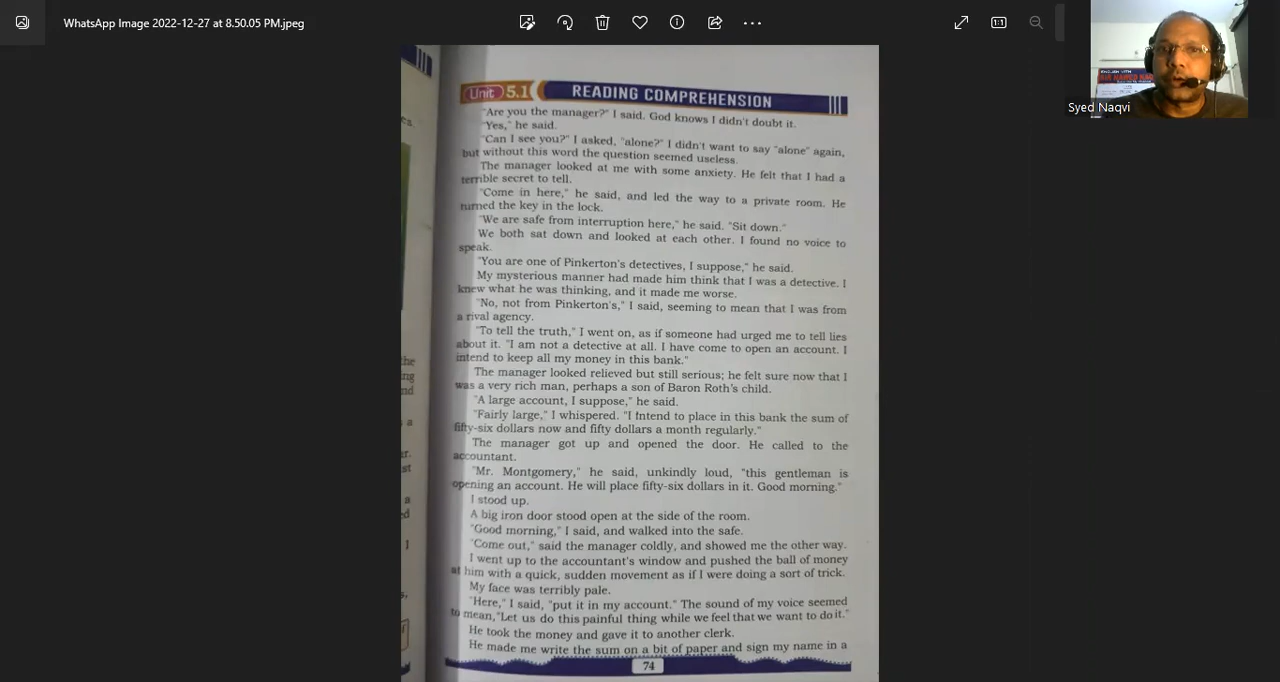 WhatsApp Image 2022-12-27 at 8.50.05 PM.jpeg
1:1
Syed Naqvi
Unit 5.1 READING COMPREHENSION
"Are you the manager?" I said. God knows I didn't doubt it.
"Yes," he said.
"Can I see you?" I asked, "alone?" I didn't want to say "alone" again,
but without this word the question seemed useless.
The manager looked at me with some anxiety. He felt that I had a
terrible secret to tell.
"Come in here," he said, and led the way to a private room. He
turned the key in the lock.
"We are safe from interruption here," he said. "Sit down."
We both sat down and looked at each other. I found no voice to
speak.
"You are one of Pinkerton's detectives, I suppose," he said.
My mysterious manner had made him think that I was a detective. I
knew what he was thinking, and it made me worse.
"No, not from Pinkerton's," I said, seeming to mean that I was from
a rival agency.
"To tell the truth," I went on, as if someone had urged me to tell lies
about it. "I am not a detective at all. I have come to open an account. I
intend to keep all my money in this bank."
The manager looked relieved but still serious; he felt sure now that I
was a very rich man, perhaps a son of Baron Roth's child.
"A large account, I suppose," he said.
"Fairly large," I whispered. "I intend to place in this bank the sum of
fifty-six dollars now and fifty dollars a month regularly."
The manager got up and opened the door. He called to the
accountant.
"Mr. Montgomery," he said, unkindly loud, "this gentleman is
opening an account. He will place fifty-six dollars in it. Good morning."
I stood up.
A big iron door stood open at the side of the room.
"Good morning," I said, and walked into the safe.
"Come out," said the manager coldly, and showed me the other way.
I went up to the accountant's window and pushed the ball of money
at him with a quick, sudden movement as if I were doing a sort of trick.
My face was terribly pale.
"Here," I said, "put it in my account." The sound of my voice seemed
to mean, "Let us do this painful thing while we feel that we want to do it."
He took the money and gave it to another clerk.
He made me write the sum on a bit of paper and sign my name in a
74